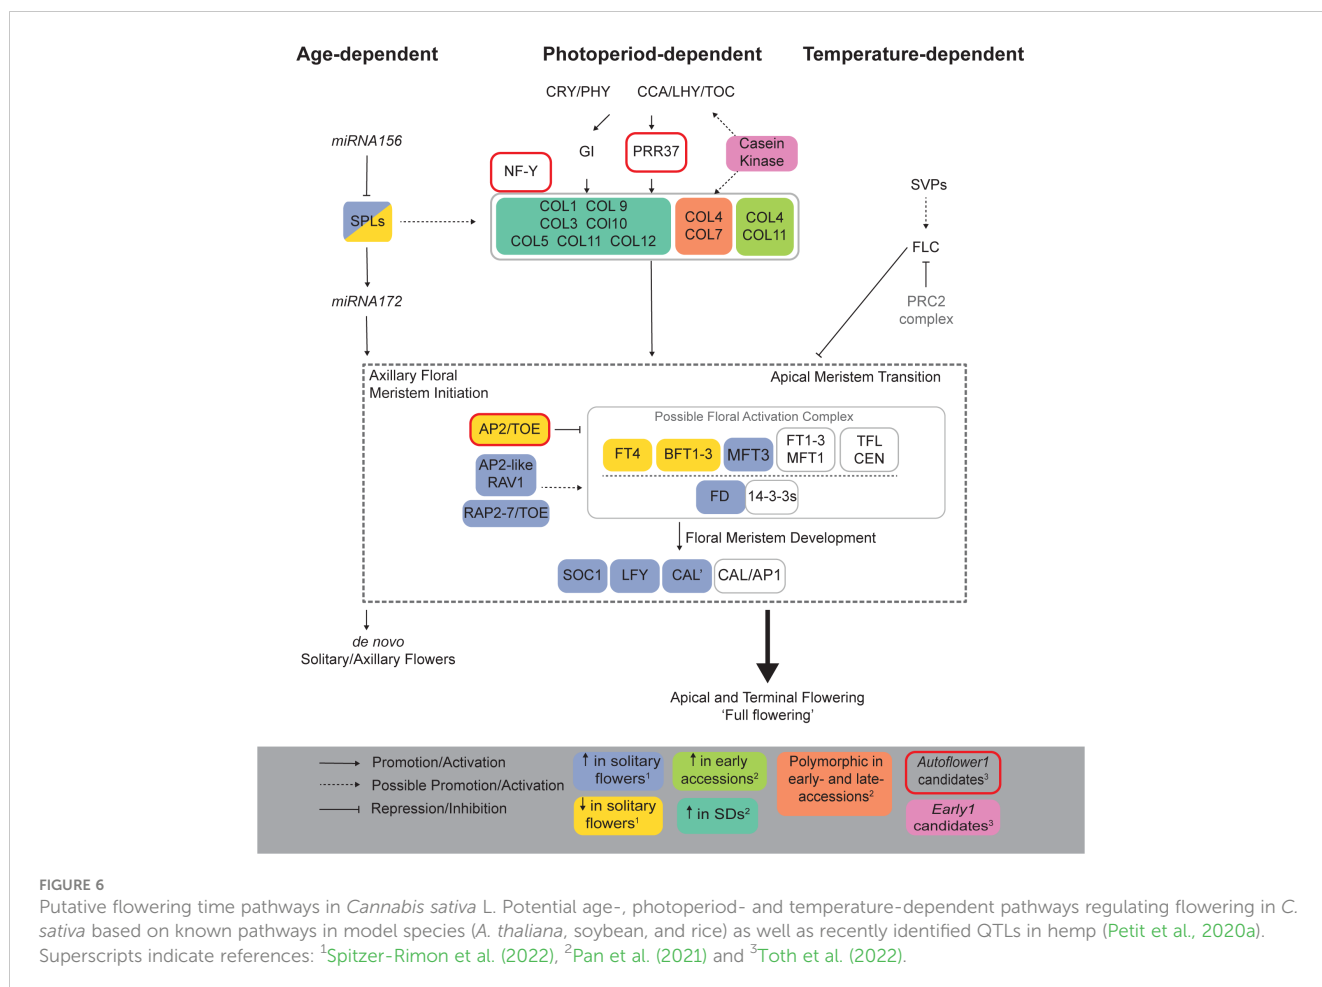 Age-dependent
Photoperiod-dependent
Temperature-dependent
CRY/PHY
CCA/LHY/TOC
miRNA156
GI
PRR37
Casein
Kinase
NF-Y
SVPs
SPLs
COL1 COL 9
COL3 COl10
COL5 COL11 COL12
COL4
COL7
COL4
COL11
FLC
miRNA172
PRC2
complex
Axillary Floral
Meristem Initiation
Apical Meristem Transition
Possible Floral Activation Complex
AP2/TOE
FT4
BFT1-3
MFT3
FT1-3
MFT1
TFL
CEN
AP2-like
RAV1
RAP2-7/TOE
FD
14-3-3s
Floral Meristem Development
SOC1
LFY
CAL’
CAL/AP1
de novo
Solitary/Axillary Flowers
Apical and Terminal Flowering
‘Full flowering’
Promotion/Activation
Possible Promotion/Activation
Repression/Inhibition
↑ in solitary
flowers¹
↓ in solitary
flowers¹
↑ in early
accessions²
↑ in SDs²
Polymorphic in
early- and late-
accessions²
Autoflower1
candidates³
Early1
candidates³
FIGURE 6
Putative flowering time pathways in Cannabis sativa L. Potential age-, photoperiod- and temperature-dependent pathways regulating flowering in C.
sativa based on known pathways in model species (A. thaliana, soybean, and rice) as well as recently identified QTLs in hemp (Petit et al., 2020a).
Superscripts indicate references: ¹Spitzer-Rimon et al. (2022), ²Pan et al. (2021) and ³Toth et al. (2022).